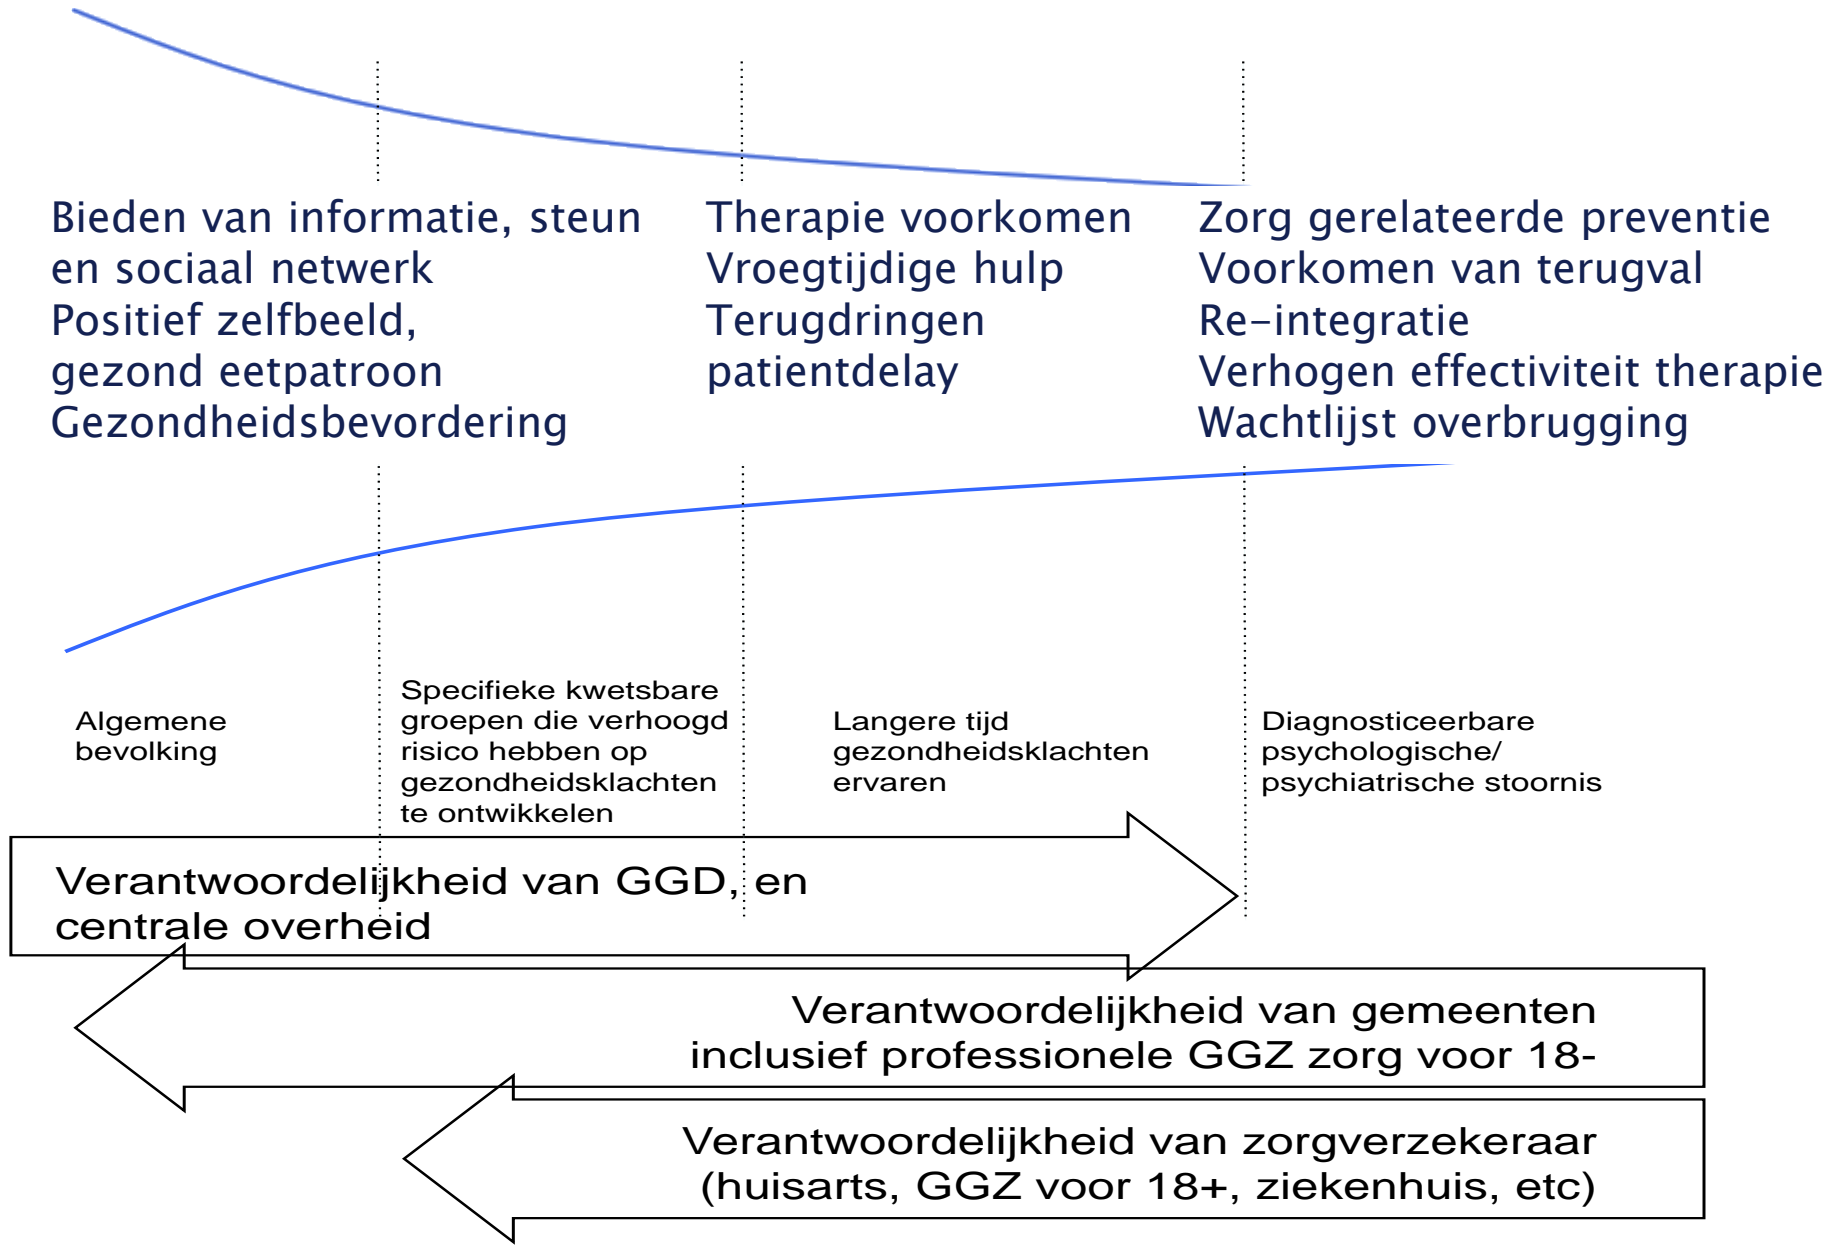 Bieden van informatie, steun
en sociaal netwerk
Positief zelfbeeld,
gezond eetpatroon
Gezondheidsbevordering
Therapie voorkomen
Vroegtijdige hulp
Terugdringen
patientdelay
Zorg gerelateerde preventie
Voorkomen van terugval
Re-integratie
Verhogen effectiviteit therapie
Wachtlijst overbrugging
Algemene
bevolking
Specifieke kwetsbare
groepen die verhoogd
risico hebben op
gezondheidsklachten
te ontwikkelen
Langere tijd
gezondheidsklachten
ervaren
Diagnosticeerbare
psychologische/
psychiatrische stoornis
Verantwoordelijkheid van GGD, en
centrale overheid
Verantwoordelijkheid van gemeenten
inclusief professionele GGZ zorg voor 18-
Verantwoordelijkheid van zorgverzekeraar
(huisarts, GGZ voor 18+, ziekenhuis, etc)